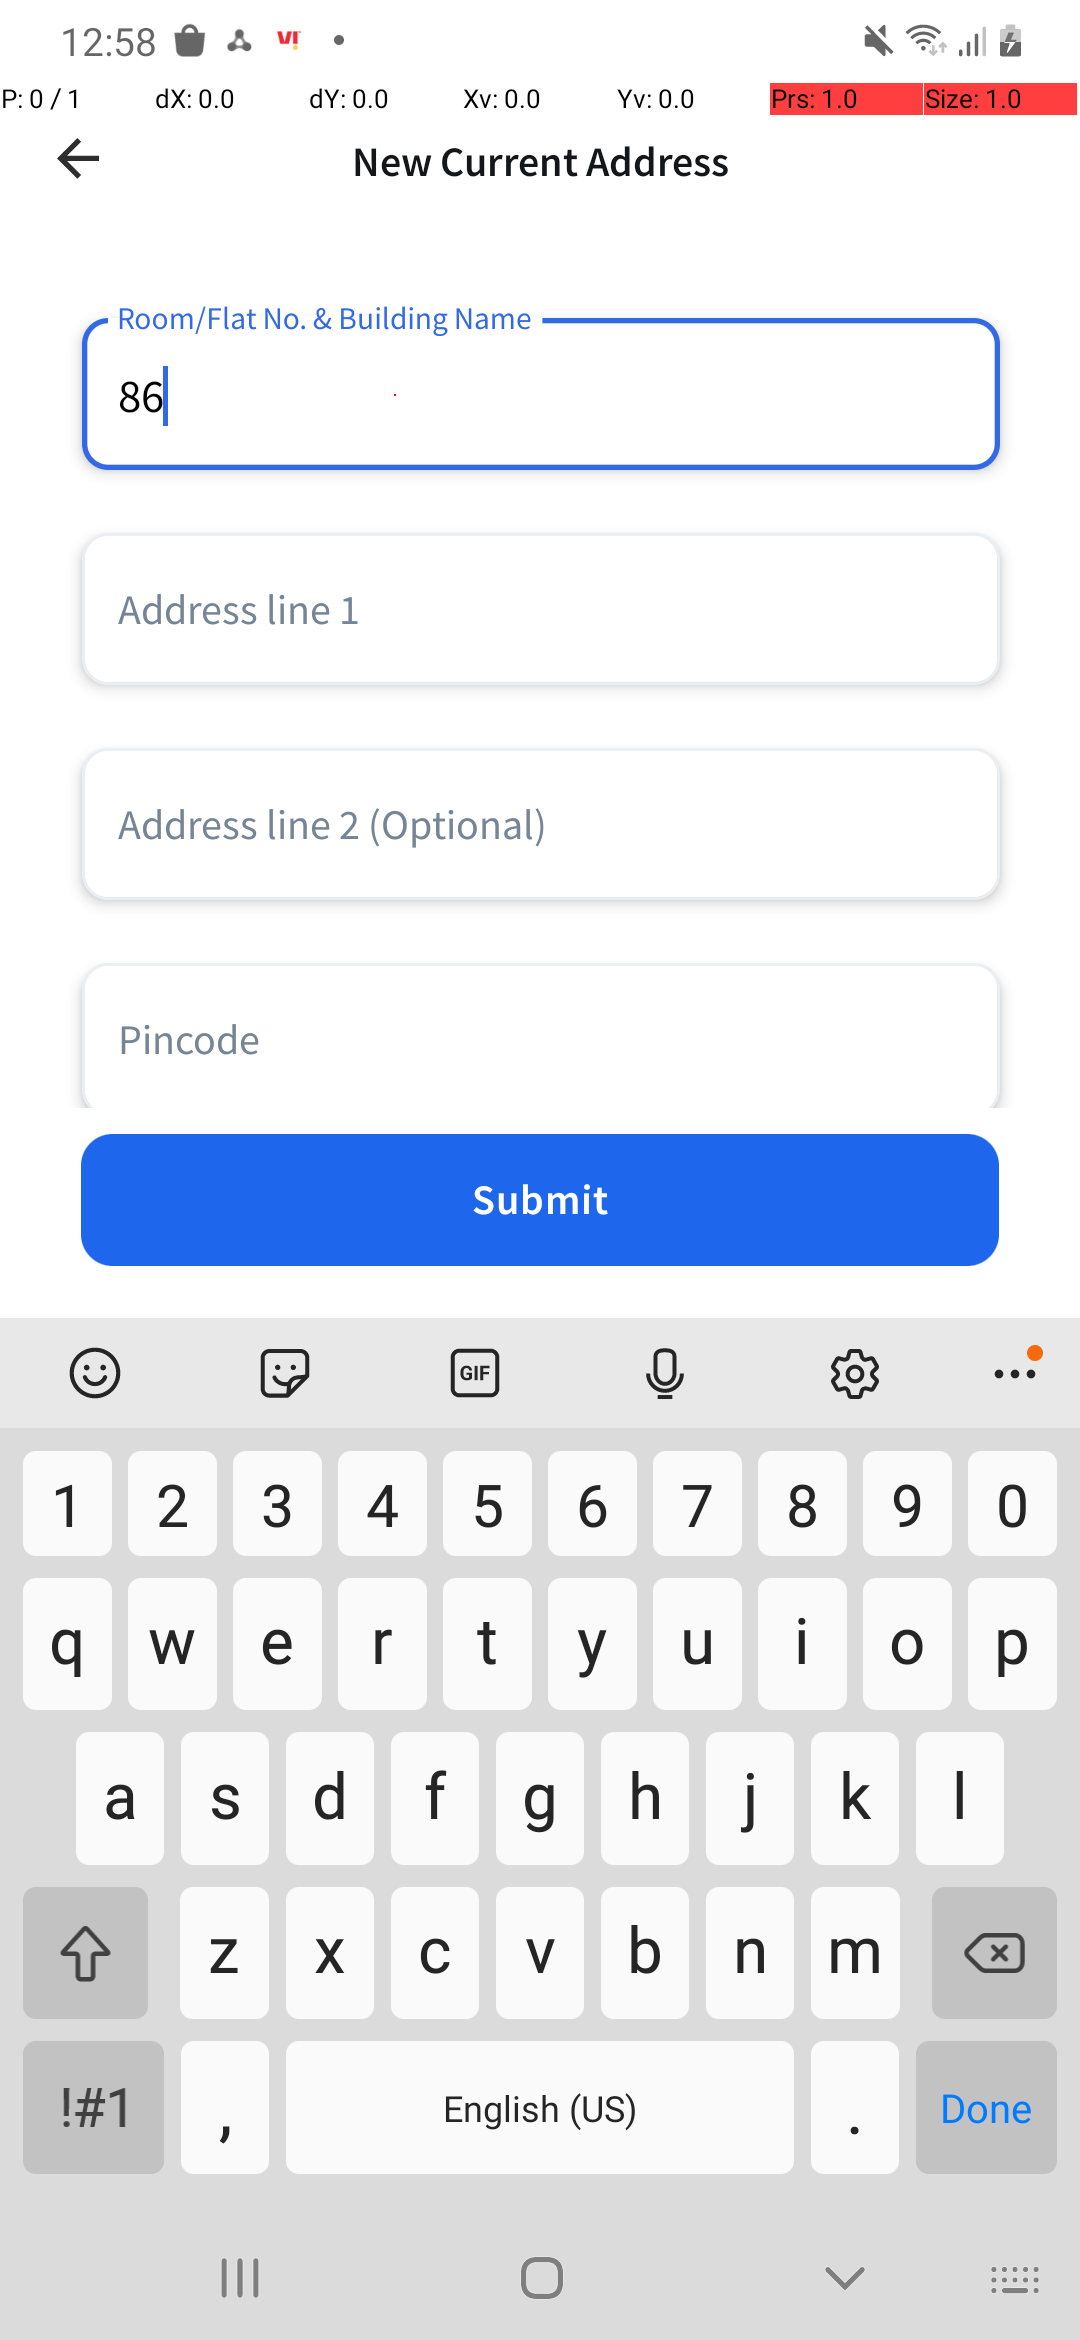 12:58 VI!
P: 0 / 1 dX: 0.0 dY: 0.0 Xv: 0.0 Yv: 0.0 Prs: 1.0 Size: 1.0
New Current Address
Room/Flat No. & Building Name
86
Address line 1
Address line 2 (Optional)
Pincode
Submit
GIF
1 2 3 4 5 6 7 8 9 0
q w e r t y u i o p
a s d f g h j k l
z x c v b n m
!#1 , English (US) . Done